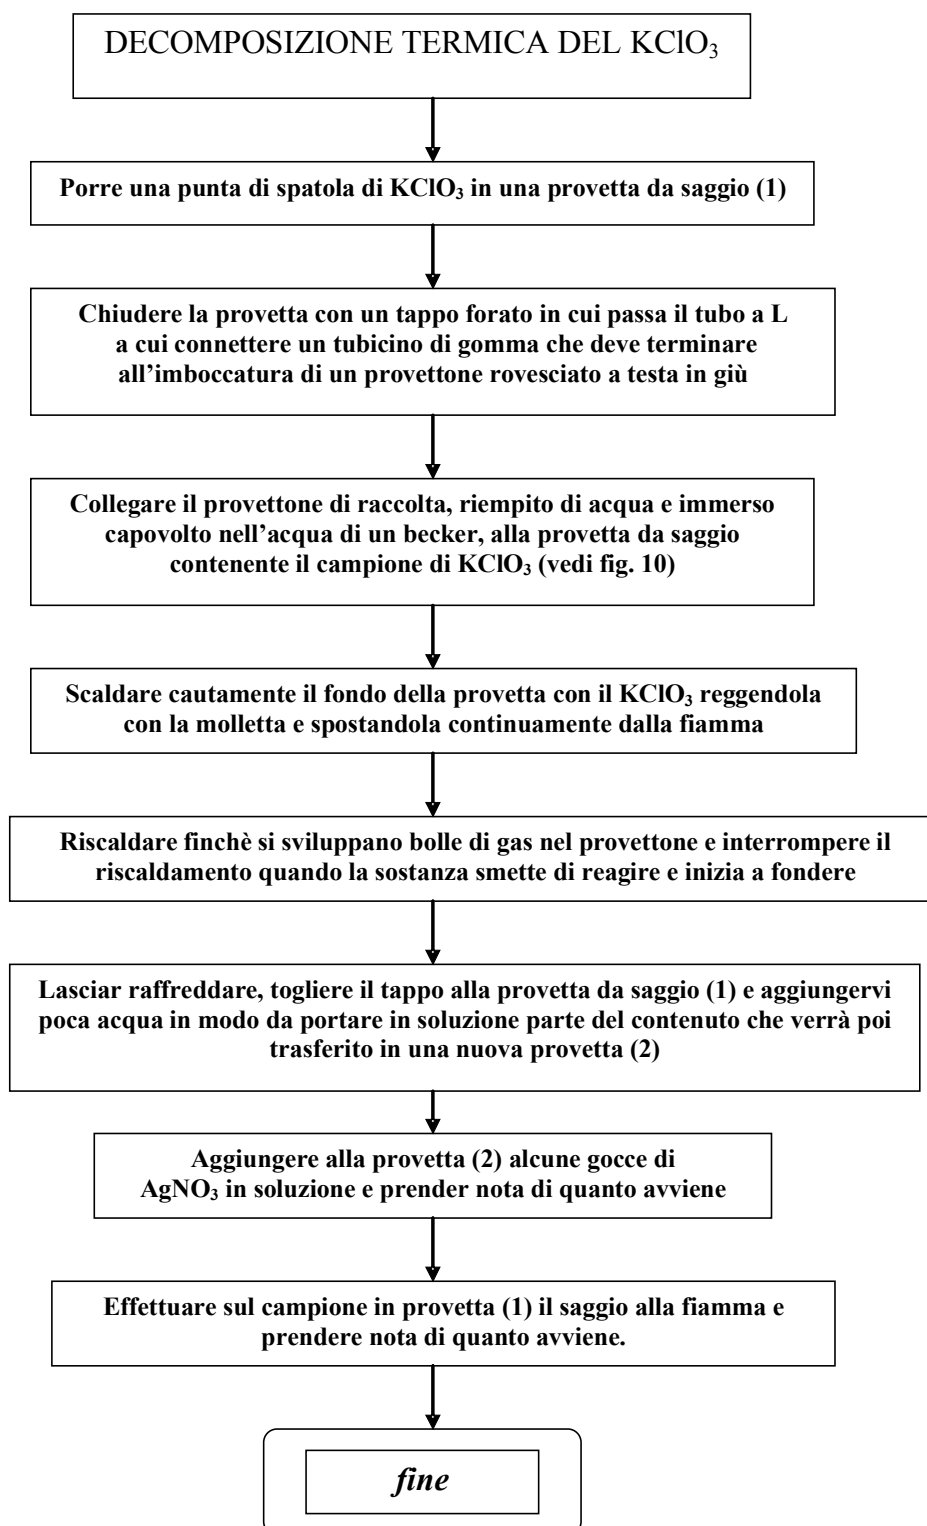 DECOMPOSIZIONE TERMICA DEL KClO₃
Porre una punta di spatola di KClO₃ in una provetta da saggio (1)
Chiudere la provetta con un tappo forato in cui passa il tubo a L
a cui connettere un tubicino di gomma che deve terminare
all'imboccatura di un provettone rovesciato a testa in giù
Collegare il provettone di raccolta, riempito di acqua e immerso
capovolto nell'acqua di un becker, alla provetta da saggio
contenente il campione di KClO₃ (vedi fig. 10)
Scaldare cautamente il fondo della provetta con il KClO₃ reggendola
con la molletta e spostandola continuamente dalla fiamma
Riscaldare finchè si sviluppano bolle di gas nel provettone e interrompere il
riscaldamento quando la sostanza smette di reagire e inizia a fondere
Lasciar raffreddare, togliere il tappo alla provetta da saggio (1) e aggiungervi
poca acqua in modo da portare in soluzione parte del contenuto che verrà poi
trasferito in una nuova provetta (2)
Aggiungere alla provetta (2) alcune gocce di
AgNO₃ in soluzione e prender nota di quanto avviene
Effettuare sul campione in provetta (1) il saggio alla fiamma e
prendere nota di quanto avviene.
fine